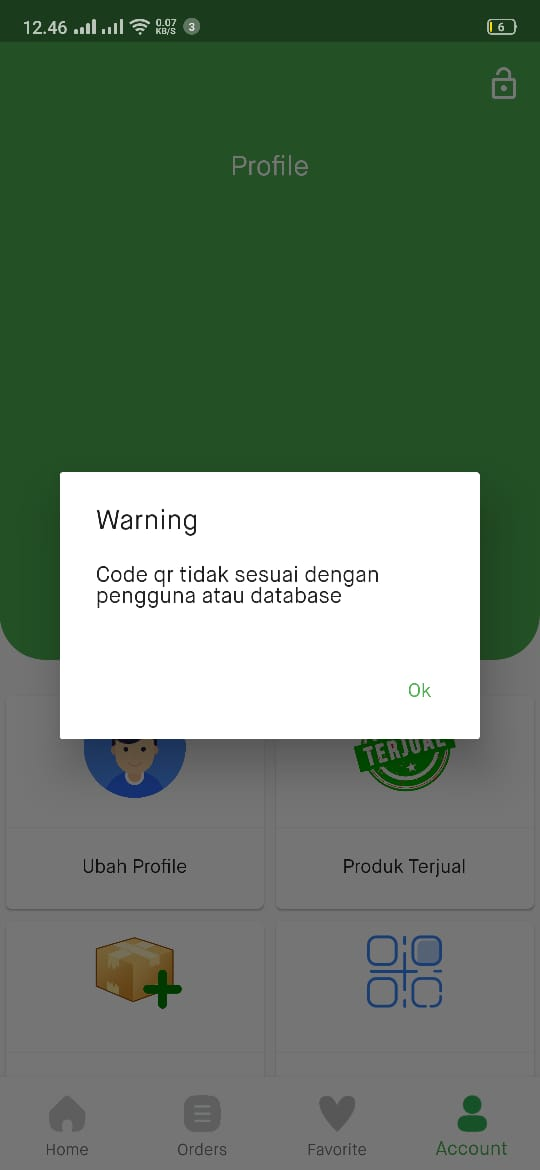 12.46 0.07 KB/S 3 6
Profile
Warning
Code qr tidak sesuai dengan
pengguna atau database
Ok
TERJUAL
Ubah Profile Produk Terjual
Home Orders Favorite Account